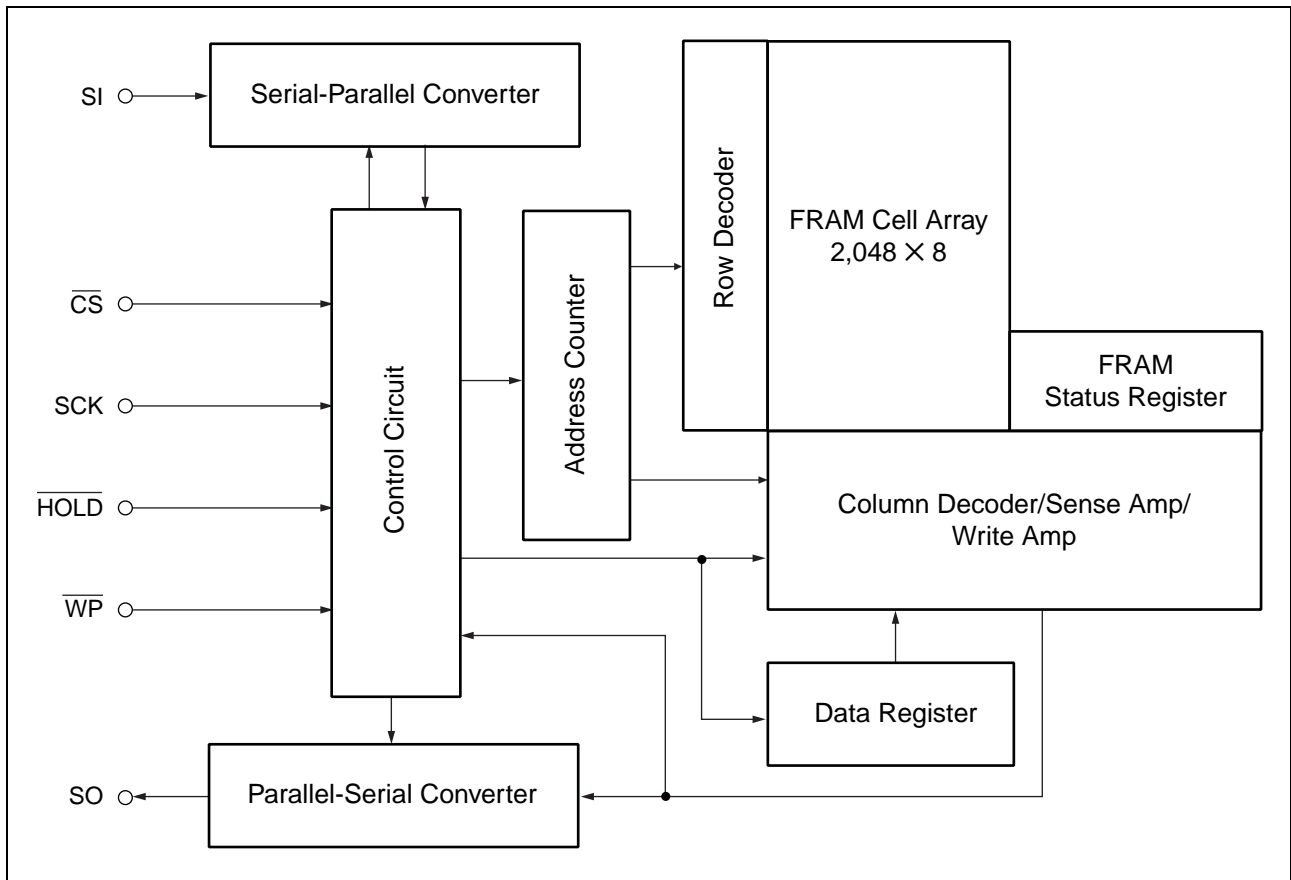 SI
Serial-Parallel Converter
CS
SCK
HOLD
WP
Control Circuit
Address Counter
Row Decoder
FRAM Cell Array
2,048 × 8
FRAM
Status Register
Column Decoder/Sense Amp/
Write Amp
Data Register
SO
Parallel-Serial Converter